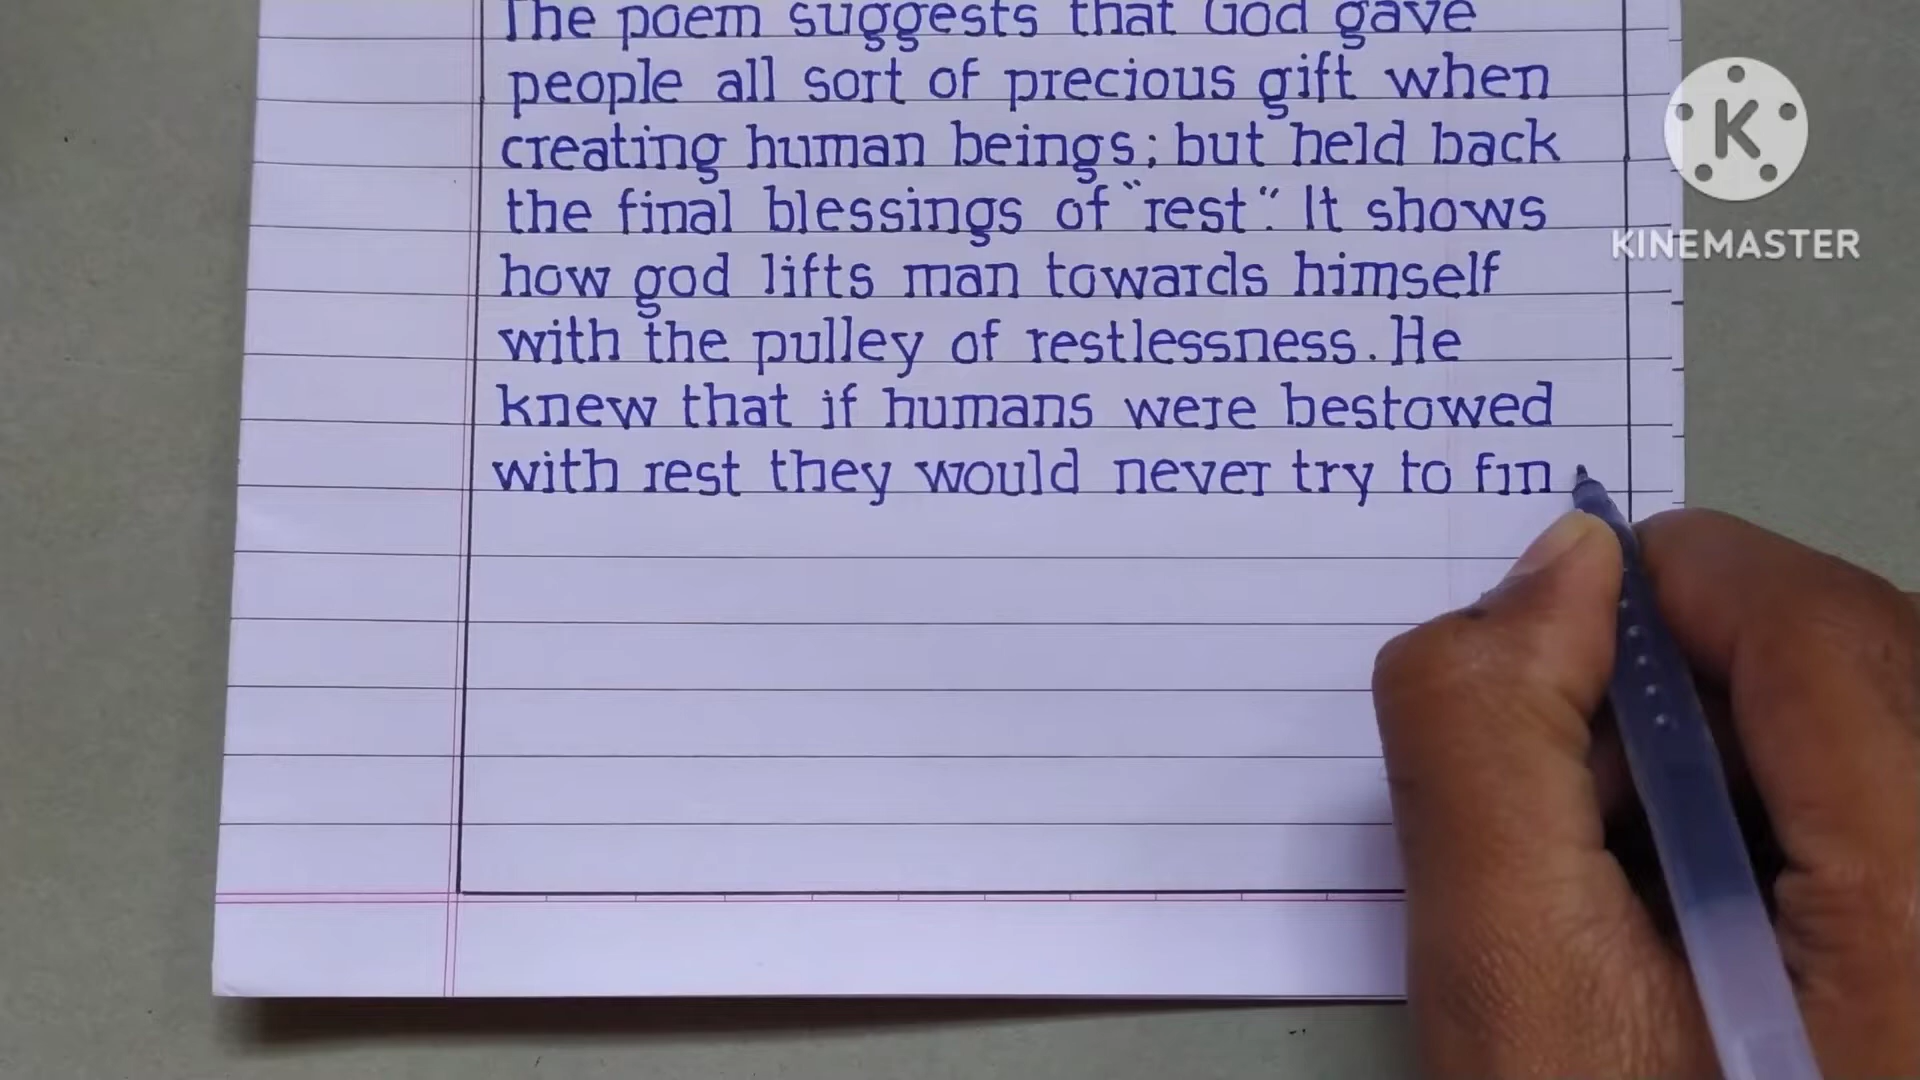 The poem suggests that God gave
people all sort of precious gift when
creating human beings; but held back
the final blessings of "rest". It shows
how god lifts man towards himself
with the pulley of restlessness. He
knew that if humans were bestowed
with rest they would never try to fin
K
KINEMASTER